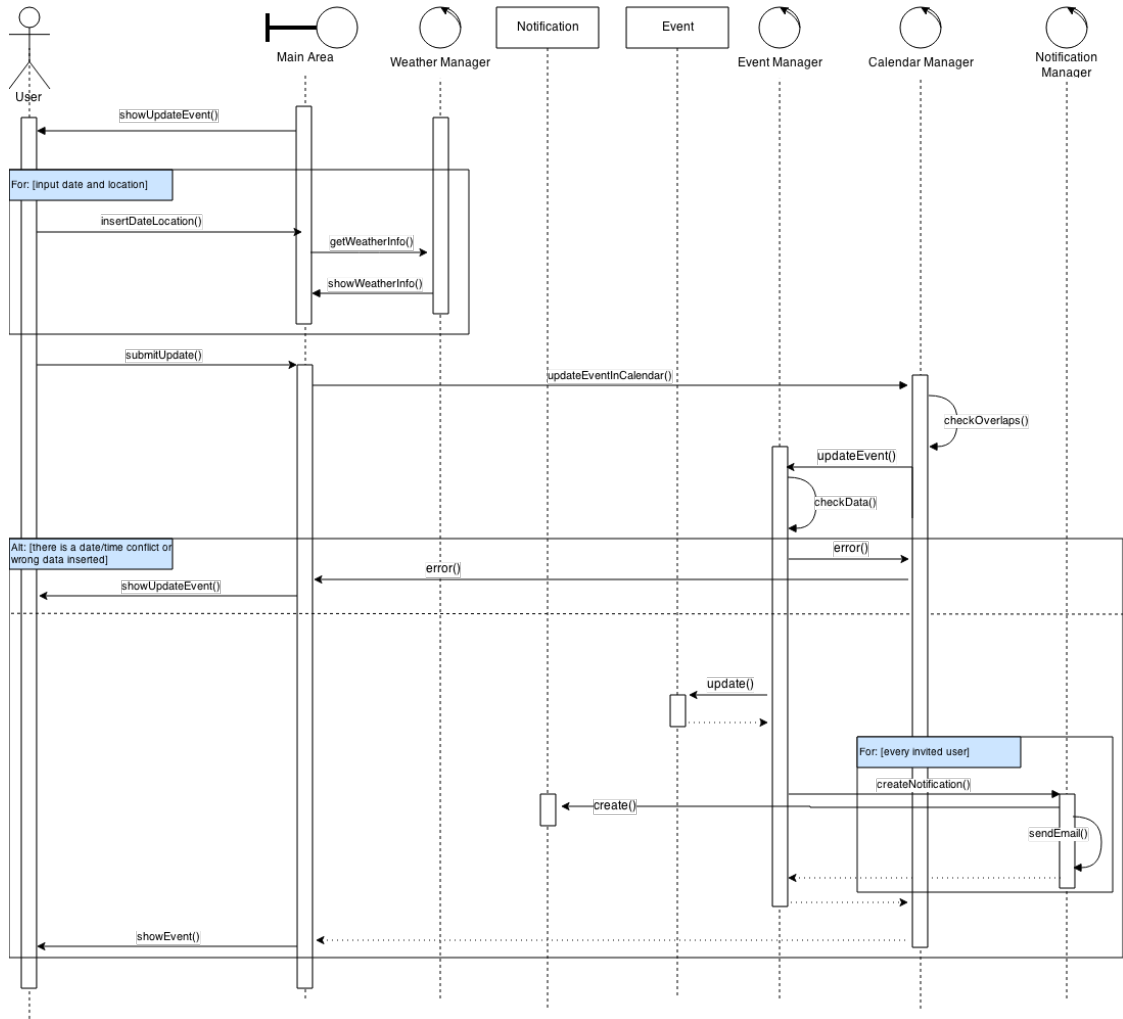 Notification
Event
User
Main Area
Weather Manager
Event Manager
Calendar Manager
Notification
Manager
showUpdateEvent()
For: [input date and location]
insertDateLocation()
getWeatherInfo()
showWeatherInfo()
submitUpdate()
updateEventInCalendar()
checkOverlaps()
updateEvent()
checkData()
Alt: [there is a date/time conflict or
wrong data inserted]
error()
error()
showUpdateEvent()
update()
For: [every invited user]
createNotification()
create()
sendEmail()
showEvent()